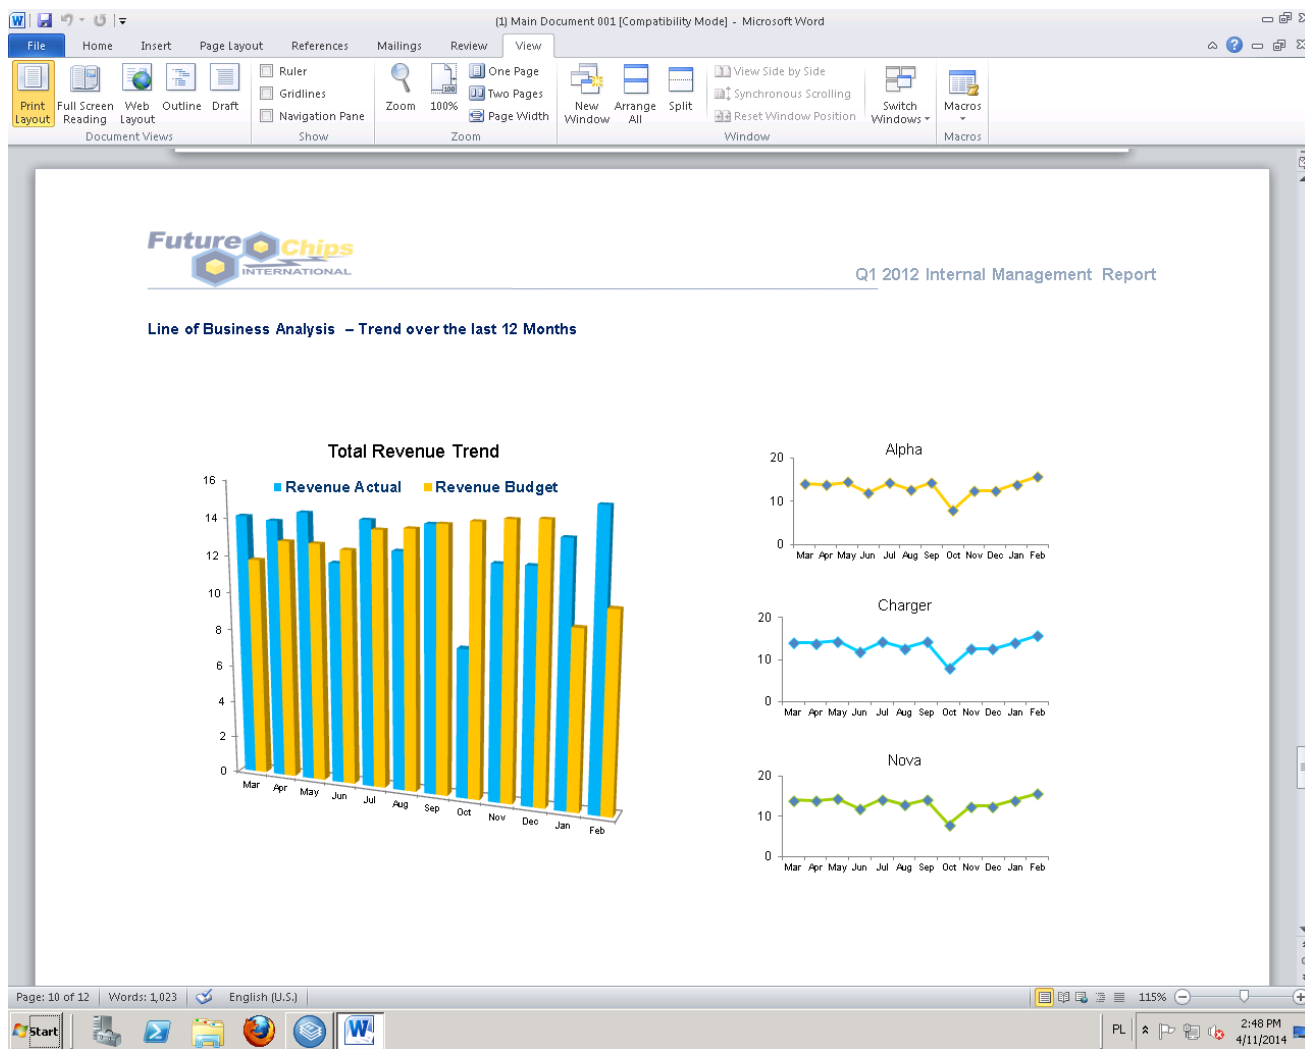 (1) Main Document 001 [Compatibility Mode] - Microsoft Word
File Home Insert Page Layout References Mailings Review View
Print Layout
Full Screen Reading
Web Layout
Outline
Draft
Document Views
Ruler
Gridlines
Navigation Pane
Show
Zoom
100%
One Page
Two Pages
Page Width
Zoom
New Window
Arrange All
Split
View Side by Side
Synchronous Scrolling
Reset Window Position
Window
Switch Windows
Macros
Macros
Future Chips
INTERNATIONAL
Q1 2012 Internal Management Report
Line of Business Analysis – Trend over the last 12 Months
Total Revenue Trend
Revenue Actual Revenue Budget
16
14
12
10
8
6
4
2
0
Mar Apr May Jun Jul Aug Sep Oct Nov Dec Jan Feb
Alpha
20
10
0
Mar Apr May Jun Jul Aug Sep Oct Nov Dec Jan Feb
Charger
20
10
0
Mar Apr May Jun Jul Aug Sep Oct Nov Dec Jan Feb
Nova
20
10
0
Mar Apr May Jun Jul Aug Sep Oct Nov Dec Jan Feb
Page: 10 of 12 Words: 1,023 English (U.S.) 115%
Start PL 2:48 PM
4/11/2014